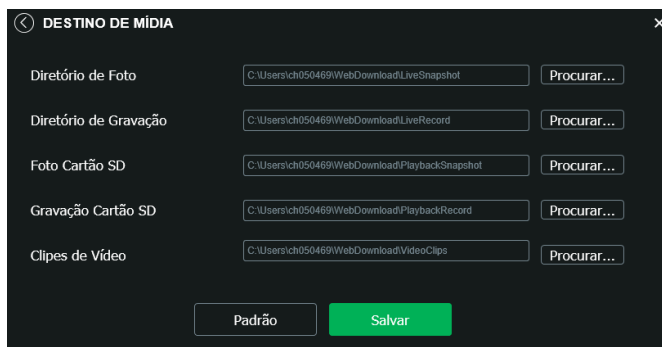 DESTINO DE MÍDIA
Diretório de Foto C:\Users\ch050469\WebDownload\LiveSnapshot Procurar...
Diretório de Gravação C:\Users\ch050469\WebDownload\LiveRecord Procurar...
Foto Cartão SD C:\Users\ch050469\WebDownload\PlaybackSnapshot Procurar...
Gravação Cartão SD C:\Users\ch050469\WebDownload\PlaybackRecord Procurar...
Clipes de Vídeo C:\Users\ch050469\WebDownload\VideoClips Procurar...
Padrão Salvar